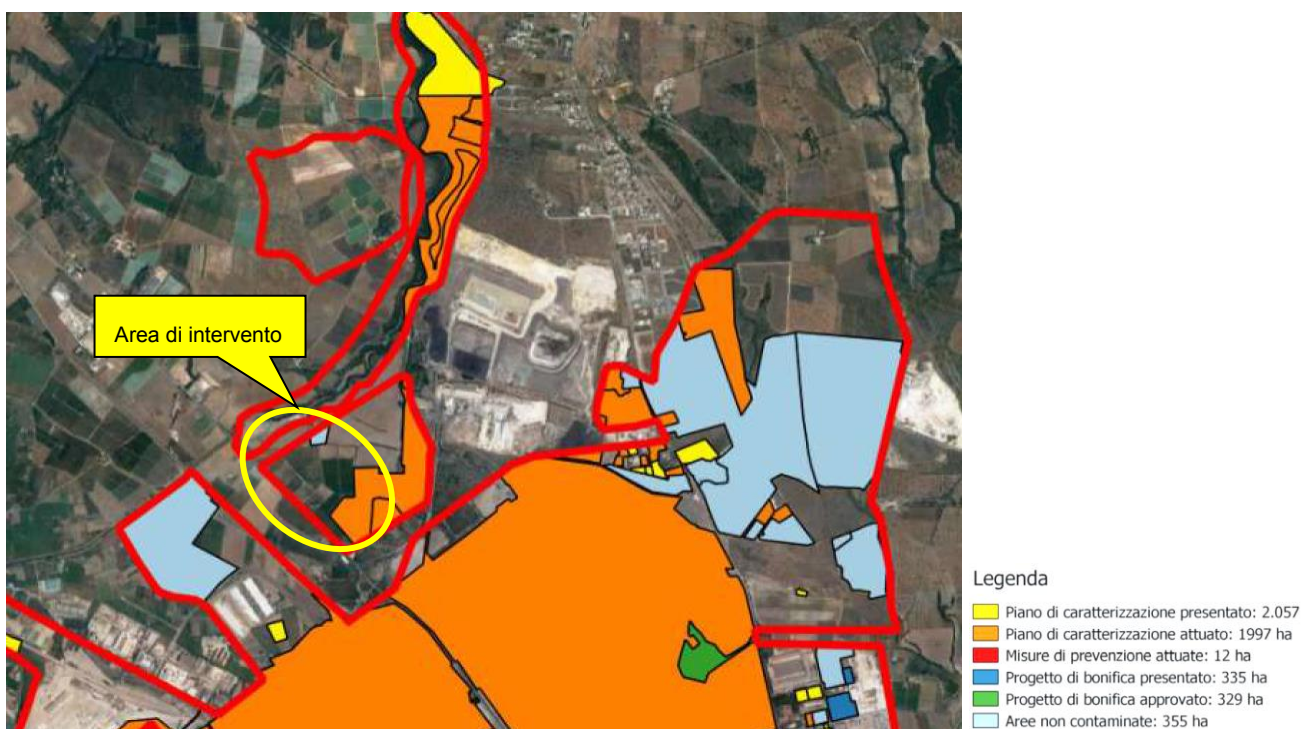 Area di intervento
Legenda
Piano di caratterizzazione presentato: 2.057
Piano di caratterizzazione attuato: 1997 ha
Misure di prevenzione attuate: 12 ha
Progetto di bonifica presentato: 335 ha
Progetto di bonifica approvato: 329 ha
Aree non contaminate: 355 ha